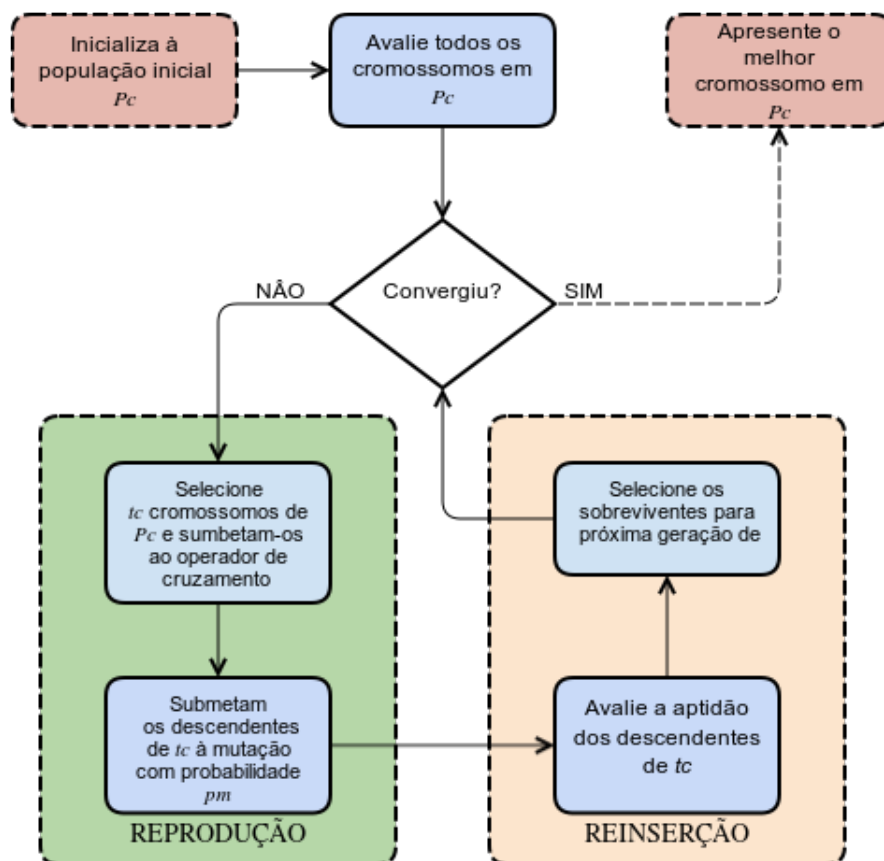 Inicializa à
população inicial
Pc
Avalie todos os
cromossomos em
Pc
Apresente o
melhor
cromossomo em
Pc
Convergiu?
NÂO
SIM
Selecione
tc cromossomos de
Pc e sumbetam-os
ao operador de
cruzamento
Submetam
os descendentes
de tc à mutação
com probabilidade
pm
REPRODUÇÃO
Selecione os
sobreviventes para
próxima geração de
Avalie a aptidão
dos descendentes
de tc
REINSERÇÃO